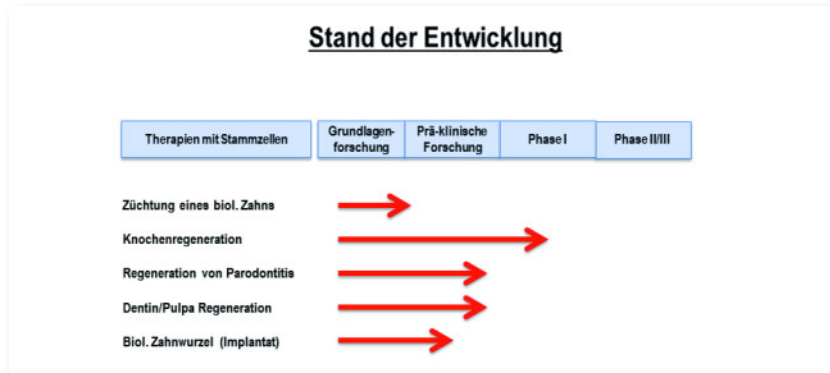 Stand der Entwicklung
Therapien mit Stammzellen
Grundlagen-
forschung
Prä-klinische
Forschung
Phase I
Phase II/III
Züchtung eines biol. Zahns
Knochenregeneration
Regeneration von Parodontitis
Dentin/Pulpa Regeneration
Biol. Zahnwurzel (Implantat)